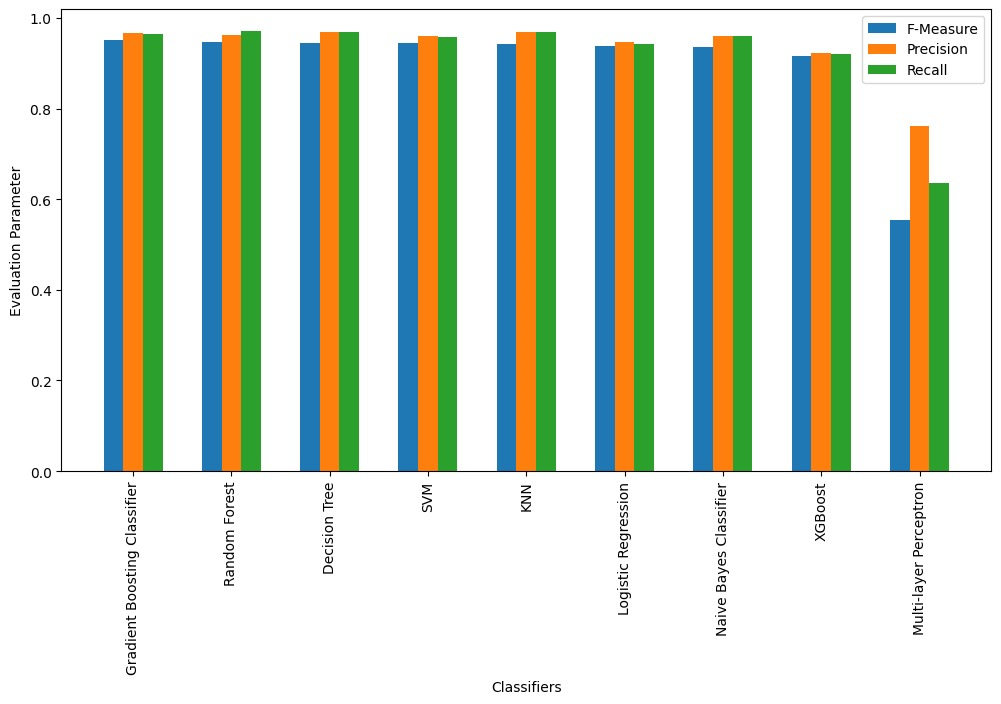 F-Measure
Precision
Recall
Evaluation Parameter
1.0
0.8
0.6
0.4
0.2
0.0
Gradient Boosting Classifier
Random Forest
Decision Tree
SVM
KNN
Logistic Regression
Naive Bayes Classifier
XGBoost
Multi-layer Perceptron
Classifiers